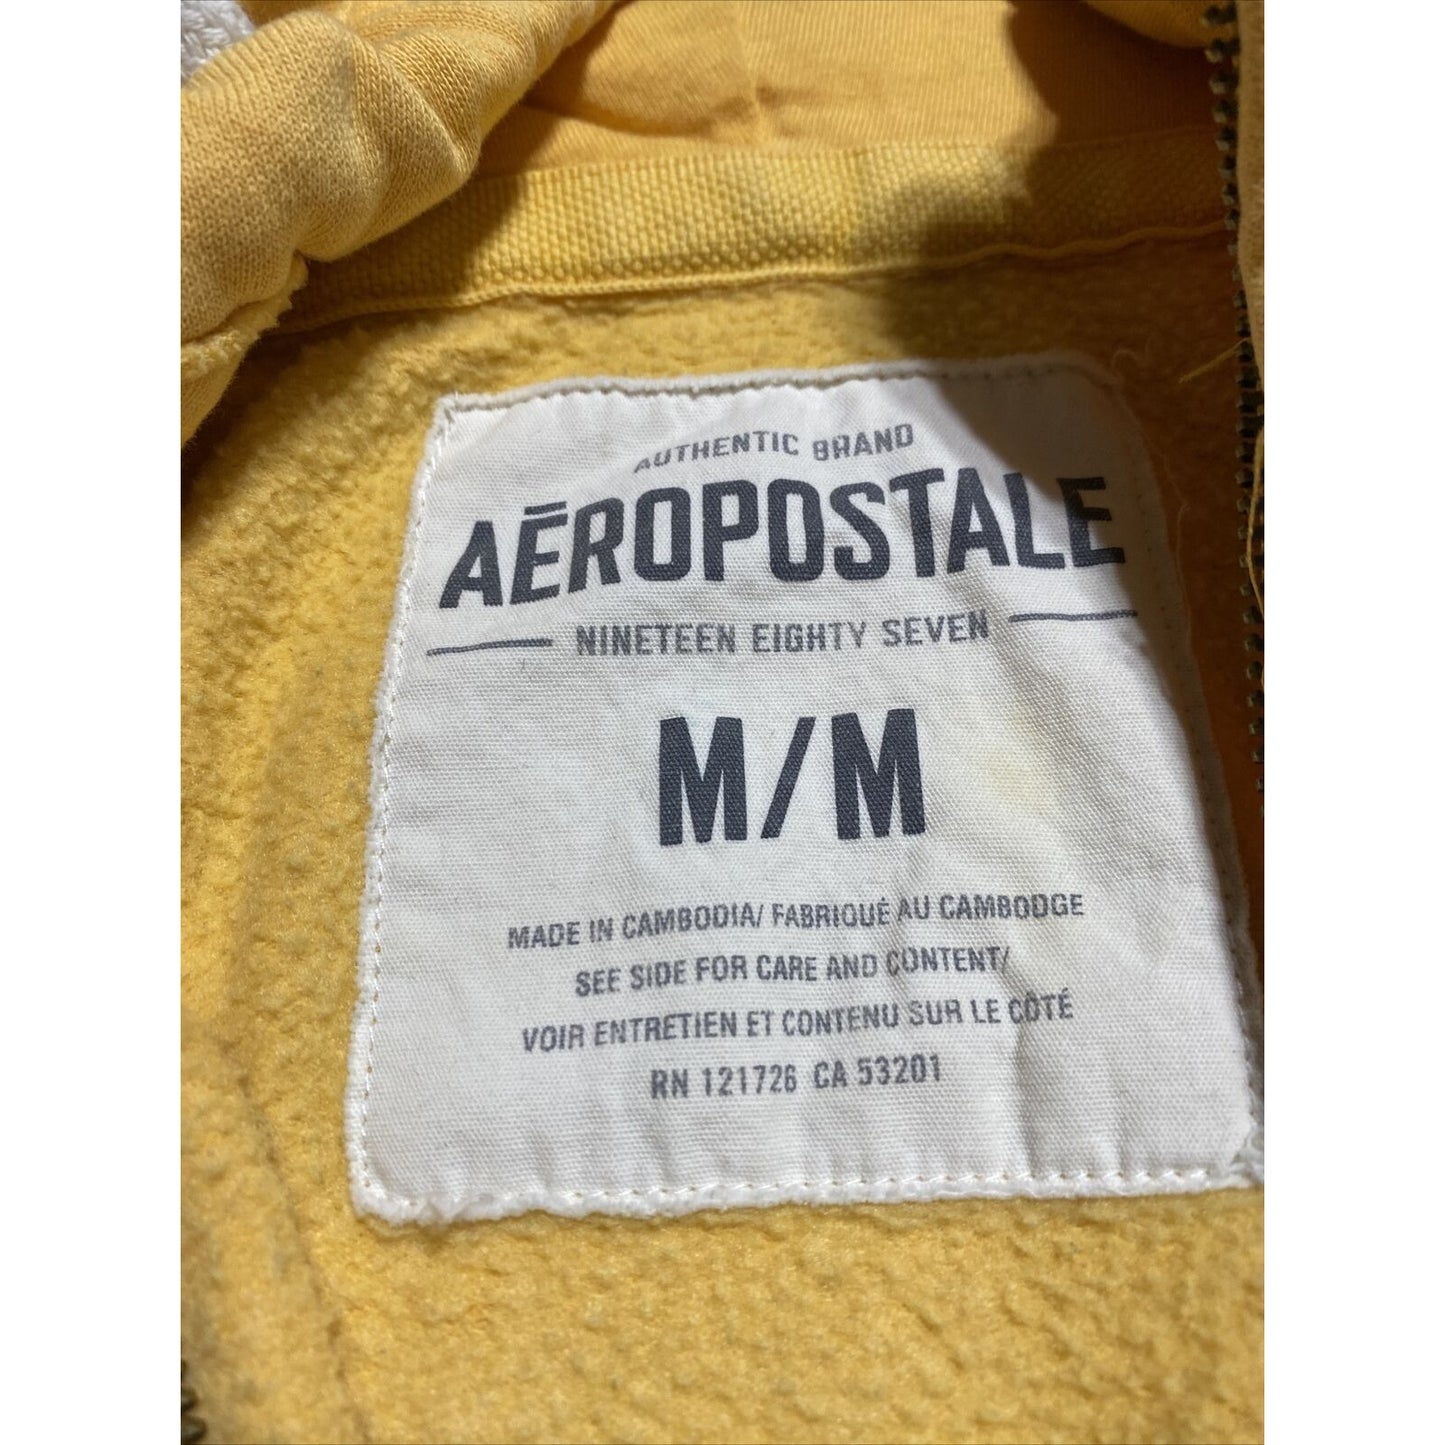 AUTHENTIC BRAND
AĒROPOSTALE
NINETEEN EIGHTY SEVEN
M/M
MADE IN CAMBODIA/ FABRIQUÉ AU CAMBODGE
SEE SIDE FOR CARE AND CONTENT/
VOIR ENTRETIEN ET CONTENU SUR LE CÔTÉ
RN 121726 CA 53201